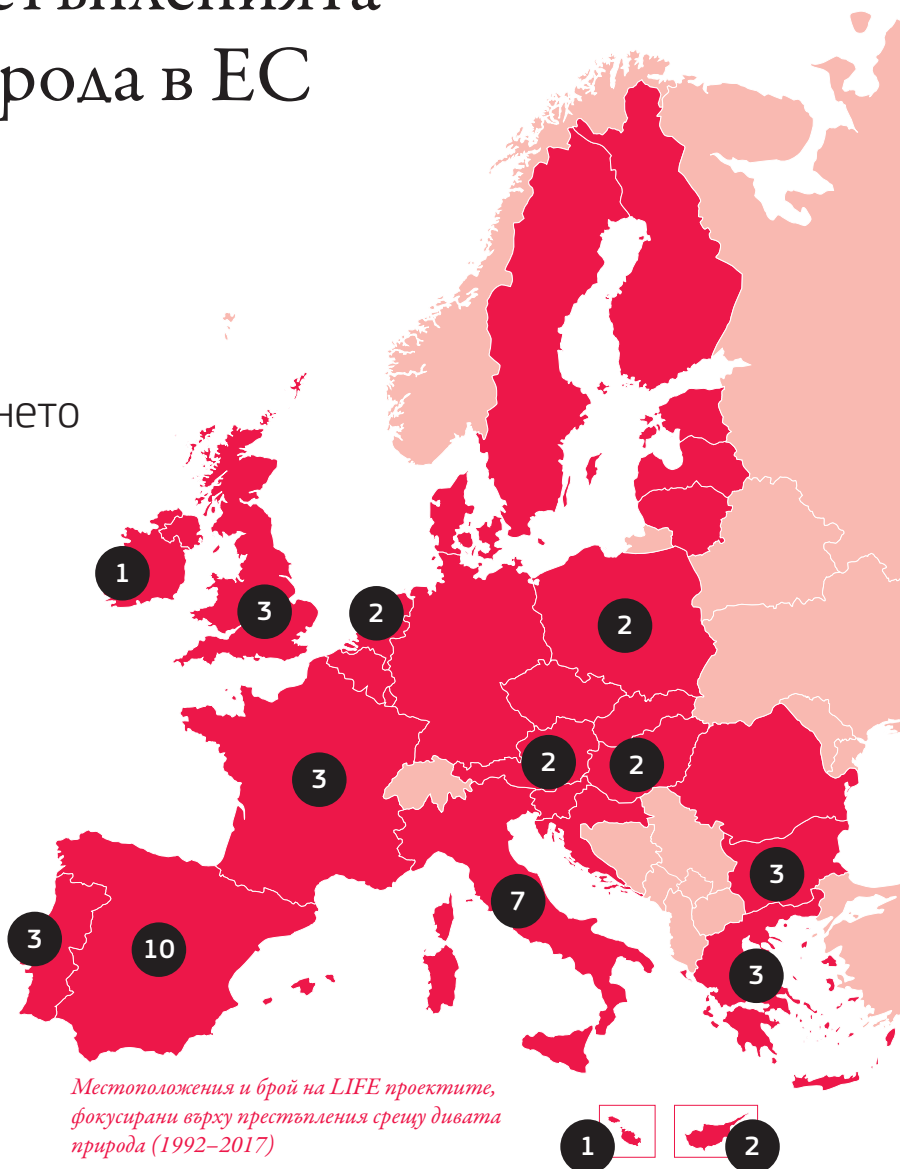 рода в ЕС
нето
1
3
2
2
3
2
2
3
7
3
10
3
Местоположения и брой на LIFE проектите,
фокусирани върху престъпления срещу дивата
природа (1992–2017)
1
2